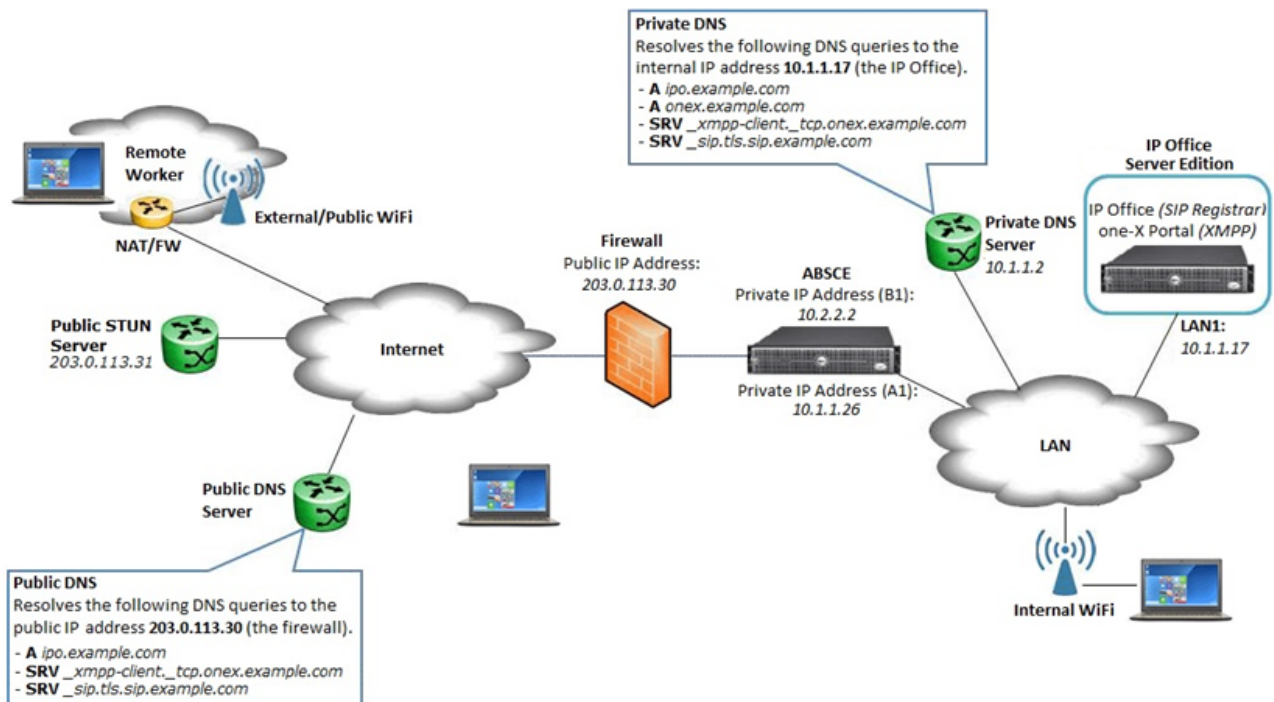 Private DNS
Resolves the following DNS queries to the
internal IP address 10.1.1.17 (the IP Office).
- A ipo.example.com
- A onex.example.com
- SRV _xmpp-client._tcp.onex.example.com
- SRV _sip.tls.sip.example.com
Remote
Worker
External/Public WiFi
NAT/FW
IP Office
Server Edition
IP Office (SIP Registrar)
one-X Portal (XMPP)
LAN1:
10.1.1.17
Private DNS
Server
10.1.1.2
Firewall
Public IP Address:
203.0.113.30
ABSCE
Private IP Address (B1):
10.2.2.2
Private IP Address (A1):
10.1.1.26
Public STUN
Server
203.0.113.31
Internet
LAN
Public DNS
Server
Internal WiFi
Public DNS
Resolves the following DNS queries to the
public IP address 203.0.113.30 (the firewall).
- A ipo.example.com
- SRV _xmpp-client._tcp.onex.example.com
- SRV _sip.tls.sip.example.com